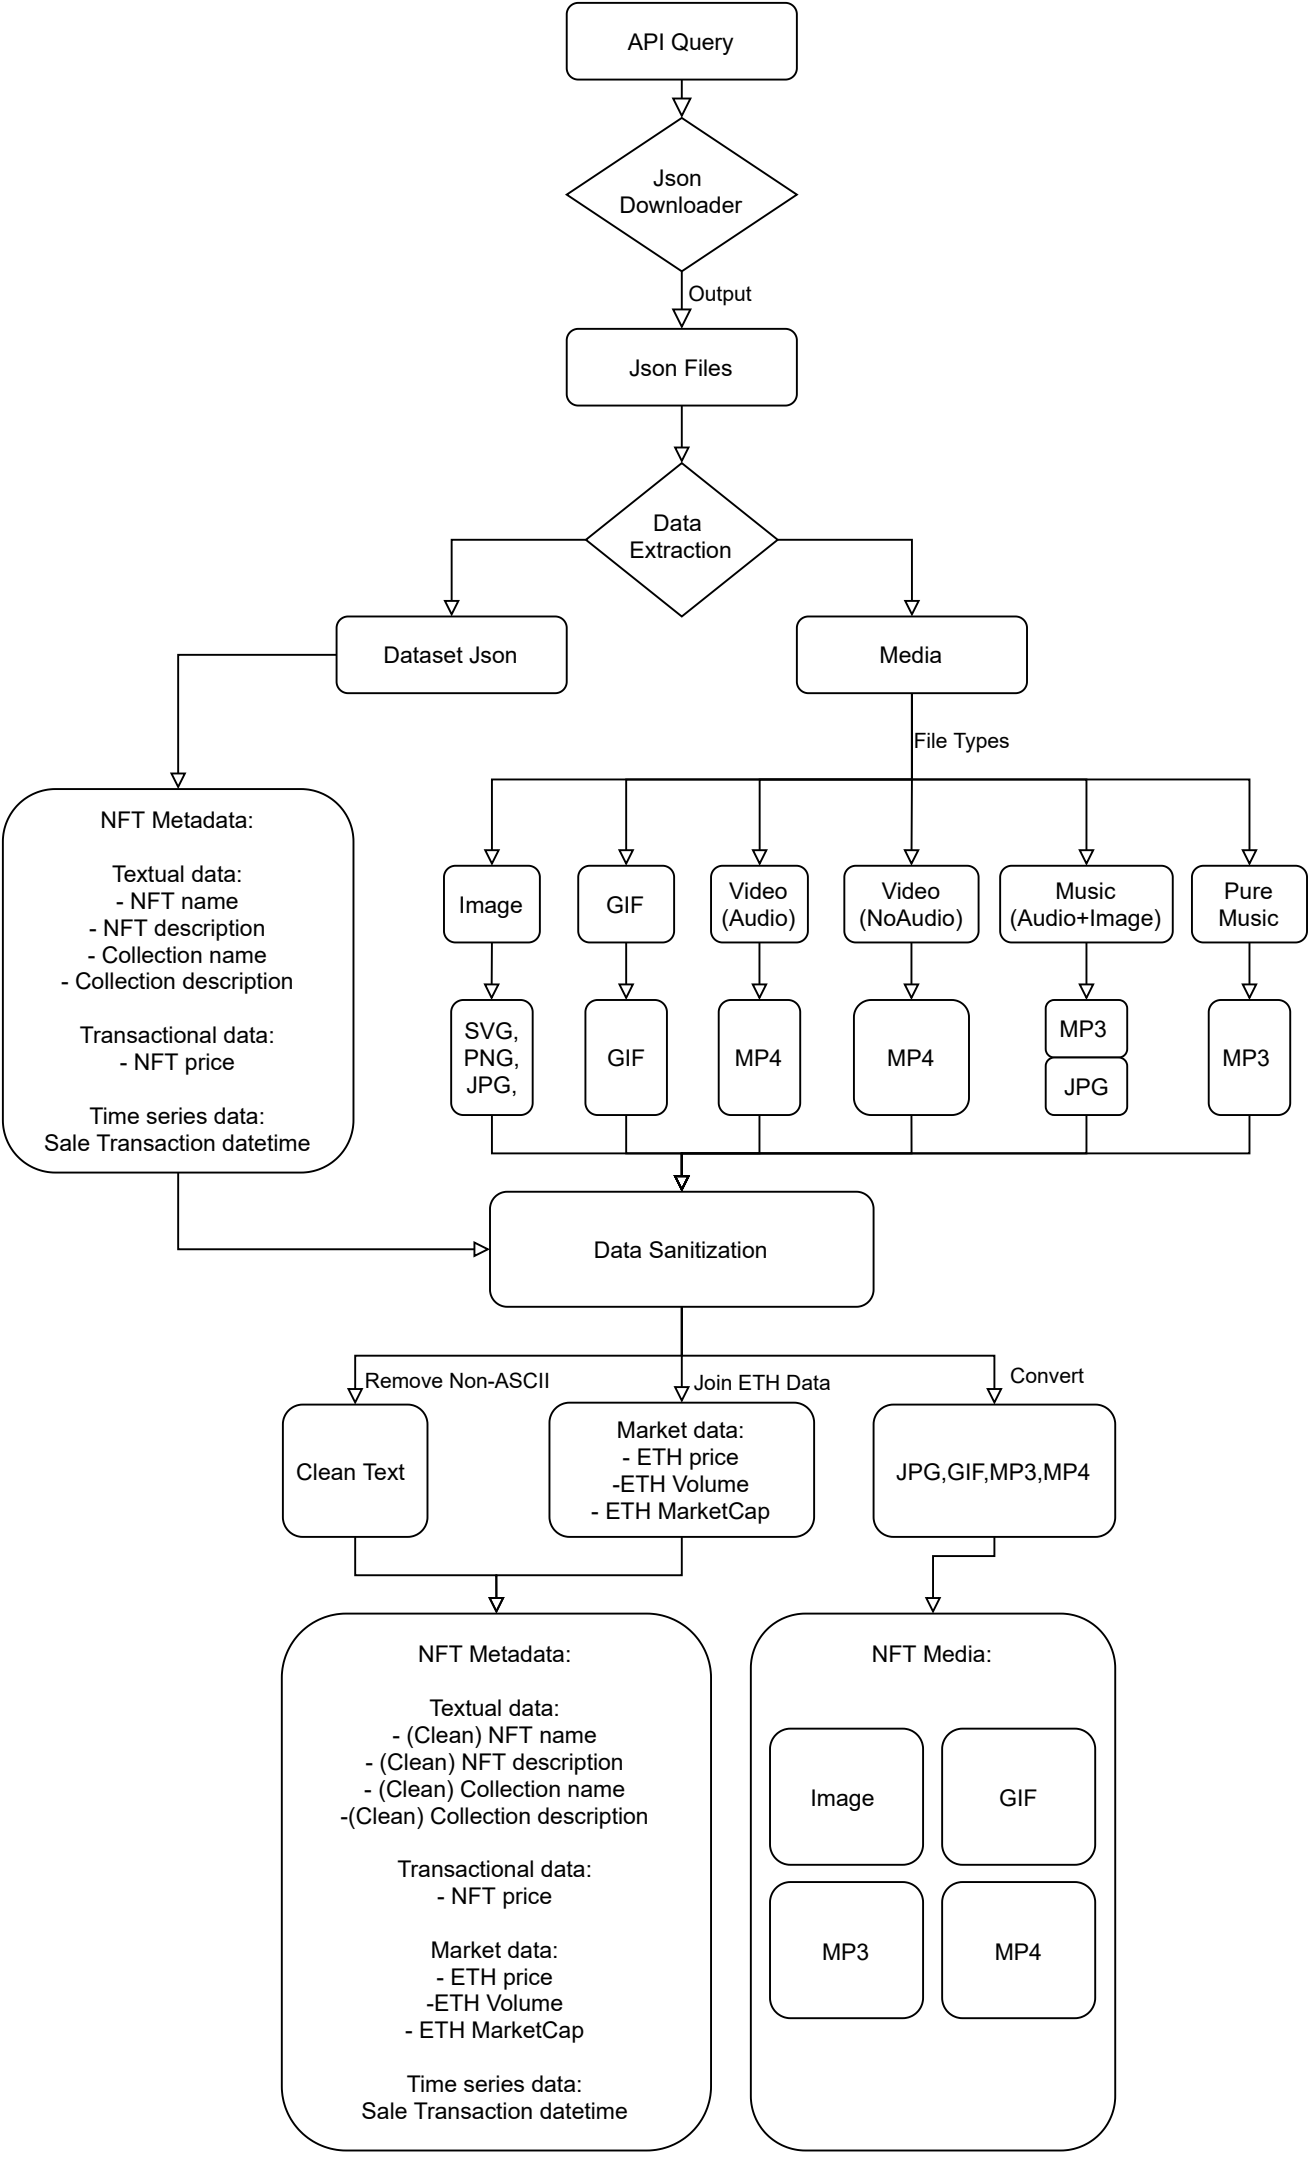 API Query
Json
Downloader
Output
Json Files
Data
Extraction
Dataset Json
Media
File Types
NFT Metadata:
Textual data:
- NFT name
- NFT description
- Collection name
- Collection description
Transactional data:
- NFT price
Time series data:
Sale Transaction datetime
Image
GIF
Video
(Audio)
Video
(NoAudio)
Music
(Audio+Image)
Pure
Music
SVG,
PNG,
JPG,
GIF
MP4
MP4
MP3
JPG
MP3
Data Sanitization
Remove Non-ASCII
Join ETH Data
Convert
Clean Text
Market data:
- ETH price
-ETH Volume
- ETH MarketCap
JPG,GIF,MP3,MP4
NFT Metadata:
Textual data:
- (Clean) NFT name
- (Clean) NFT description
- (Clean) Collection name
-(Clean) Collection description
Transactional data:
- NFT price
Market data:
- ETH price
-ETH Volume
- ETH MarketCap
Time series data:
Sale Transaction datetime
NFT Media:
Image
GIF
MP3
MP4